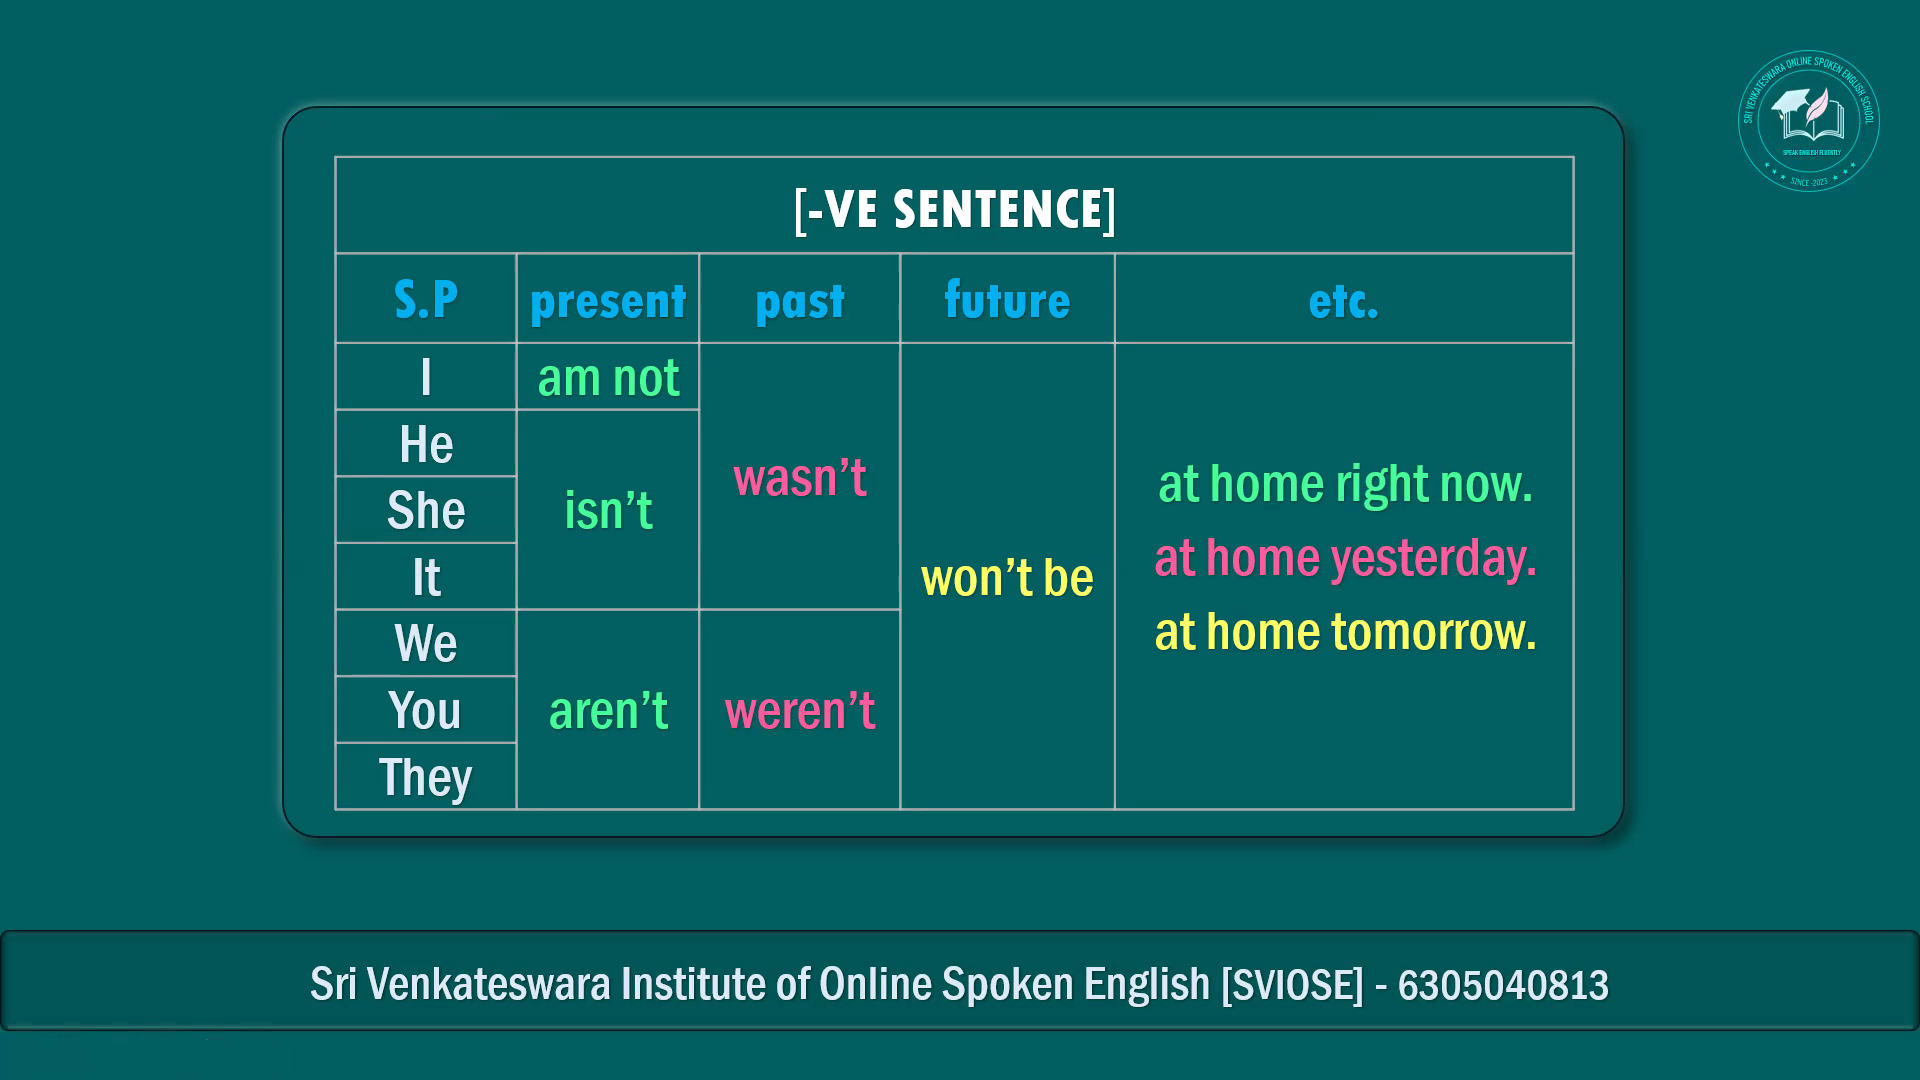 SRI VENKATESWARA ONLINE SPOKEN ENGLISH SCHOOL
SPEAK ENGLISH FLUENTLY
SINCE -2023
[-VE SENTENCE]
S.P present past future etc.
I am not
He
She isn’t wasn’t
It
We
You aren’t weren’t
They
won’t be
at home right now.
at home yesterday.
at home tomorrow.
Sri Venkateswara Institute of Online Spoken English [SVIOSE] - 6305040813